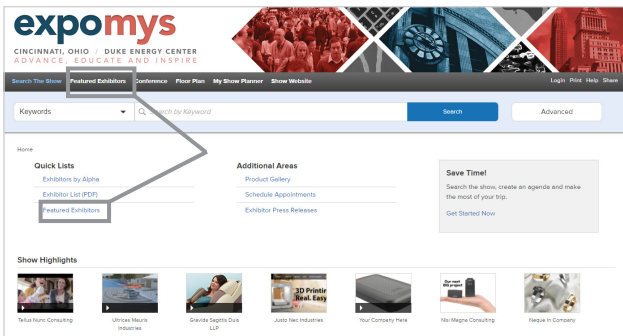 expomys
CINCINNATI, OHIO / DUKE ENERGY CENTER
ADVANCE, EDUCATE AND INSPIRE
Search The Show Featured Exhibitors Conference Floor Plan My Show Planner Show Website Login Print Help Share
Keywords Search by Keyword Search Advanced
Home
Quick Lists
Exhibitors by Alpha
Exhibitor List (PDF)
Featured Exhibitors
Additional Areas
Product Gallery
Schedule Appointments
Exhibitor Press Releases
Save Time!
Search the show, create an agenda and make
the most of your trip.
Get Started Now
Show Highlights
3D Printin
Real. Easy
Our next
BIG project
Tellus Nunc Consulting
Ultrices Mauris
Industries
Gravida Sagittis Duis
LLP
Justo Nec Industries
Your Company Here
Nisi Magna Consulting
Neque In Company